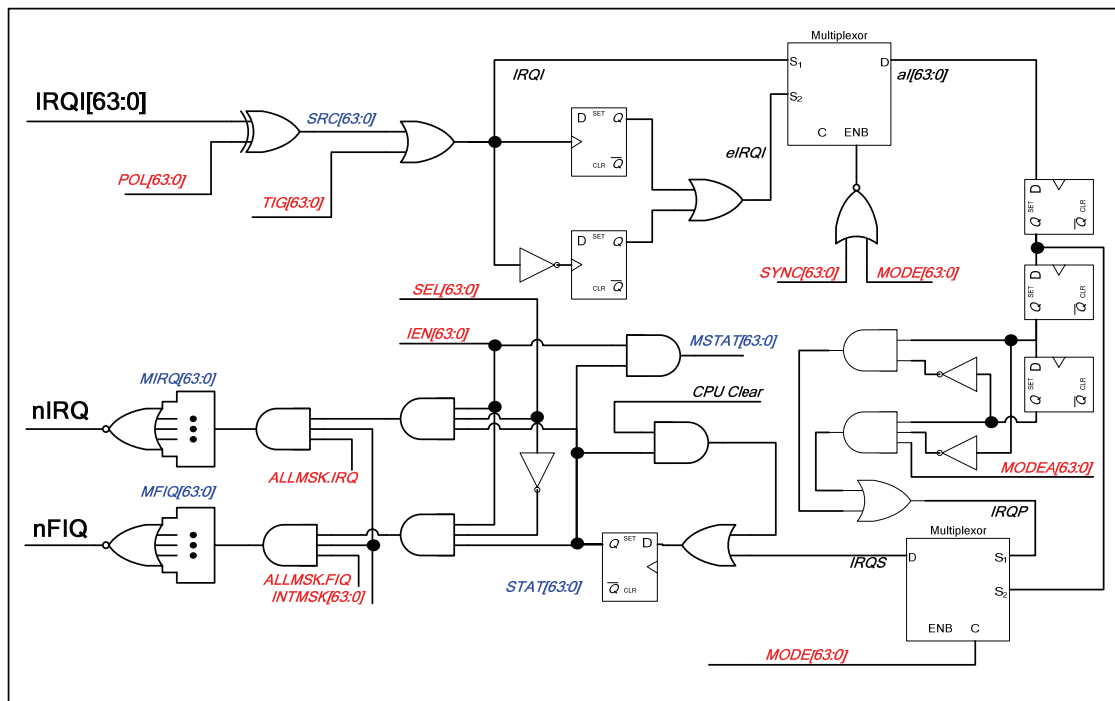 Multiplexor
IRQI
S1
D
aI[63:0]
IRQI[63:0]
SRC[63:0]
S2
D SET Q
CLR Q
C ENB
eIRQI
POL[63:0]
TIG[63:0]
D SET Q
CLR Q
D
SET CLR
Q Q
SYNC[63:0]
MODE[63:0]
SEL[63:0]
D
SET CLR
Q Q
IEN[63:0]
MSTAT[63:0]
D
SET CLR
Q Q
MIRQ[63:0]
CPU Clear
nIRQ
ALLMSK.IRQ
MODEA[63:0]
MFIQ[63:0]
nFIQ
IRQP
Multiplexor
Q SET D
Q CLR
IRQS
D
S1
ALLMSK.FIQ
INTMSK[63:0]
STAT[63:0]
S2
ENB C
MODE[63:0]